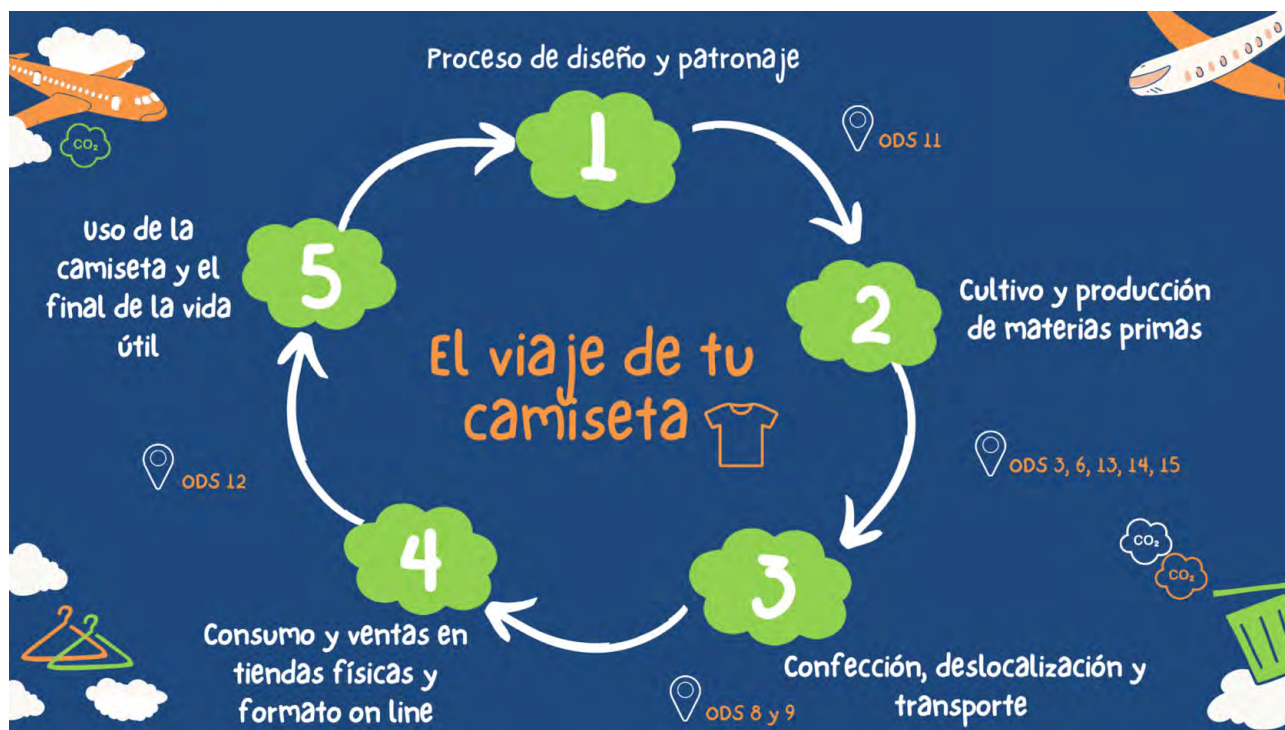 Proceso de diseño y patronaje
1
ODS 11
CO₂
Uso de la
camiseta y el
final de la vida
útil
5
2
Cultivo y producción
de materias primas
El viaje de tu
camiseta
ODS 3, 6, 13, 14, 15
ODS 12
4
3
CO₂
CO₂
Consumo y ventas en
tiendas físicas y
formato on line
Confección, deslocalización y
transporte
ODS 8 y 9